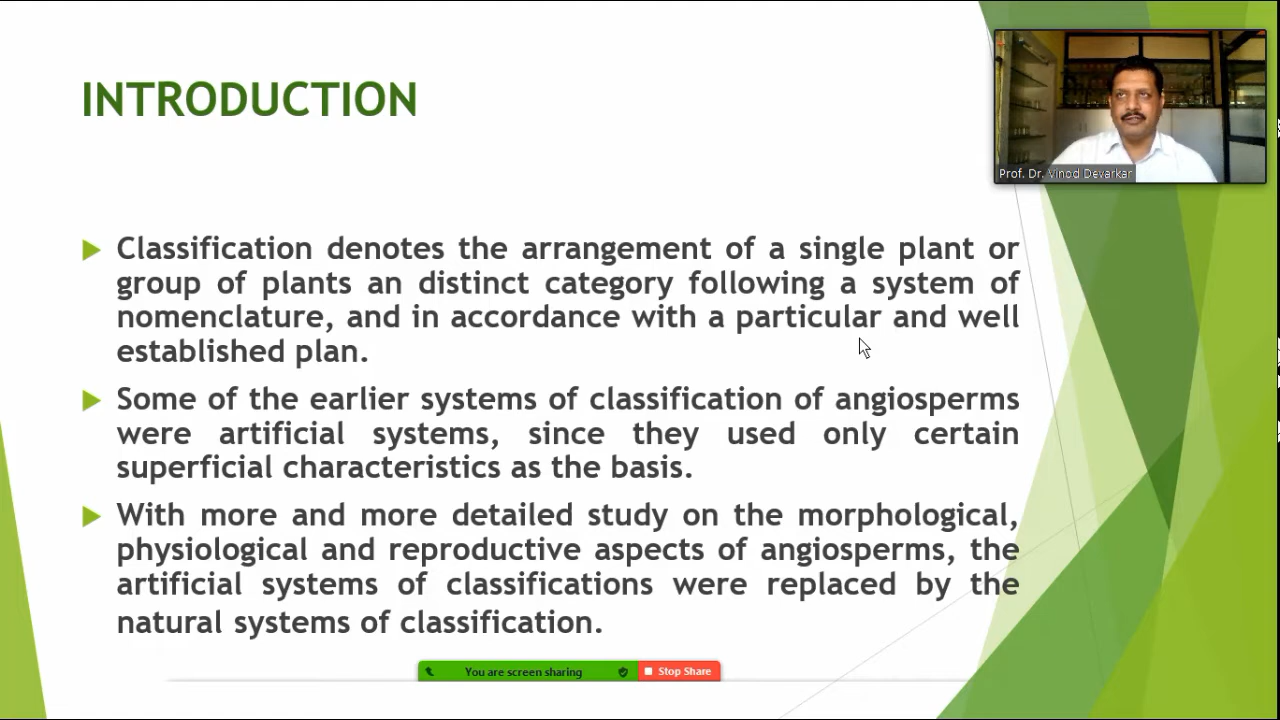 INTRODUCTION
Prof. Dr. Vinod Devarkar
Classification denotes the arrangement of a single plant or
group of plants an distinct category following a system of
nomenclature, and in accordance with a particular and well
established plan.
Some of the earlier systems of classification of angiosperms
were artificial systems, since they used only certain
superficial characteristics as the basis.
With more and more detailed study on the morphological,
physiological and reproductive aspects of angiosperms, the
artificial systems of classifications were replaced by the
natural systems of classification.
You are screen sharing
Stop Share